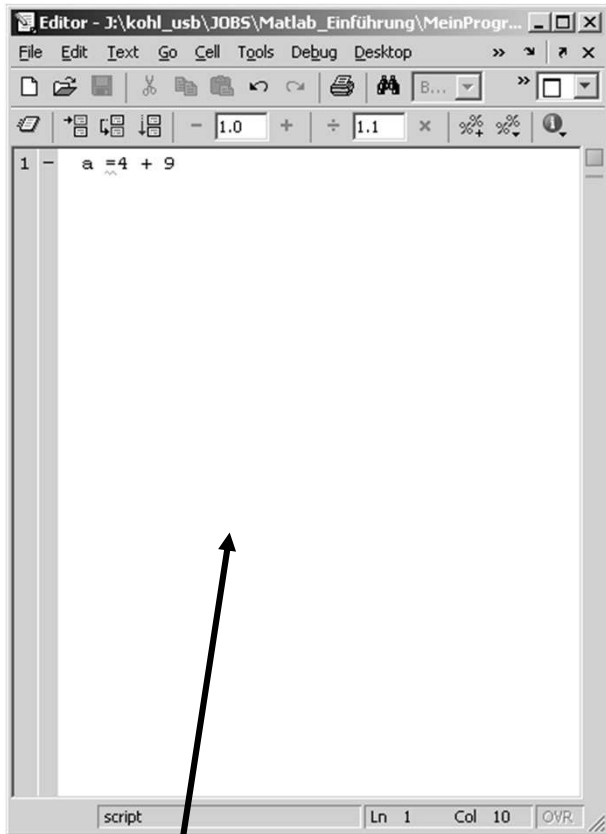 Editor - J:\kohl_usb\JOBS\Matlab_Einführung\MeinProgr...
File Edit Text Go Cell Tools Debug Desktop »
B... »
- 1.0 + ÷ 1.1 ×
1 - a =4 + 9
script Ln 1 Col 10 OVR